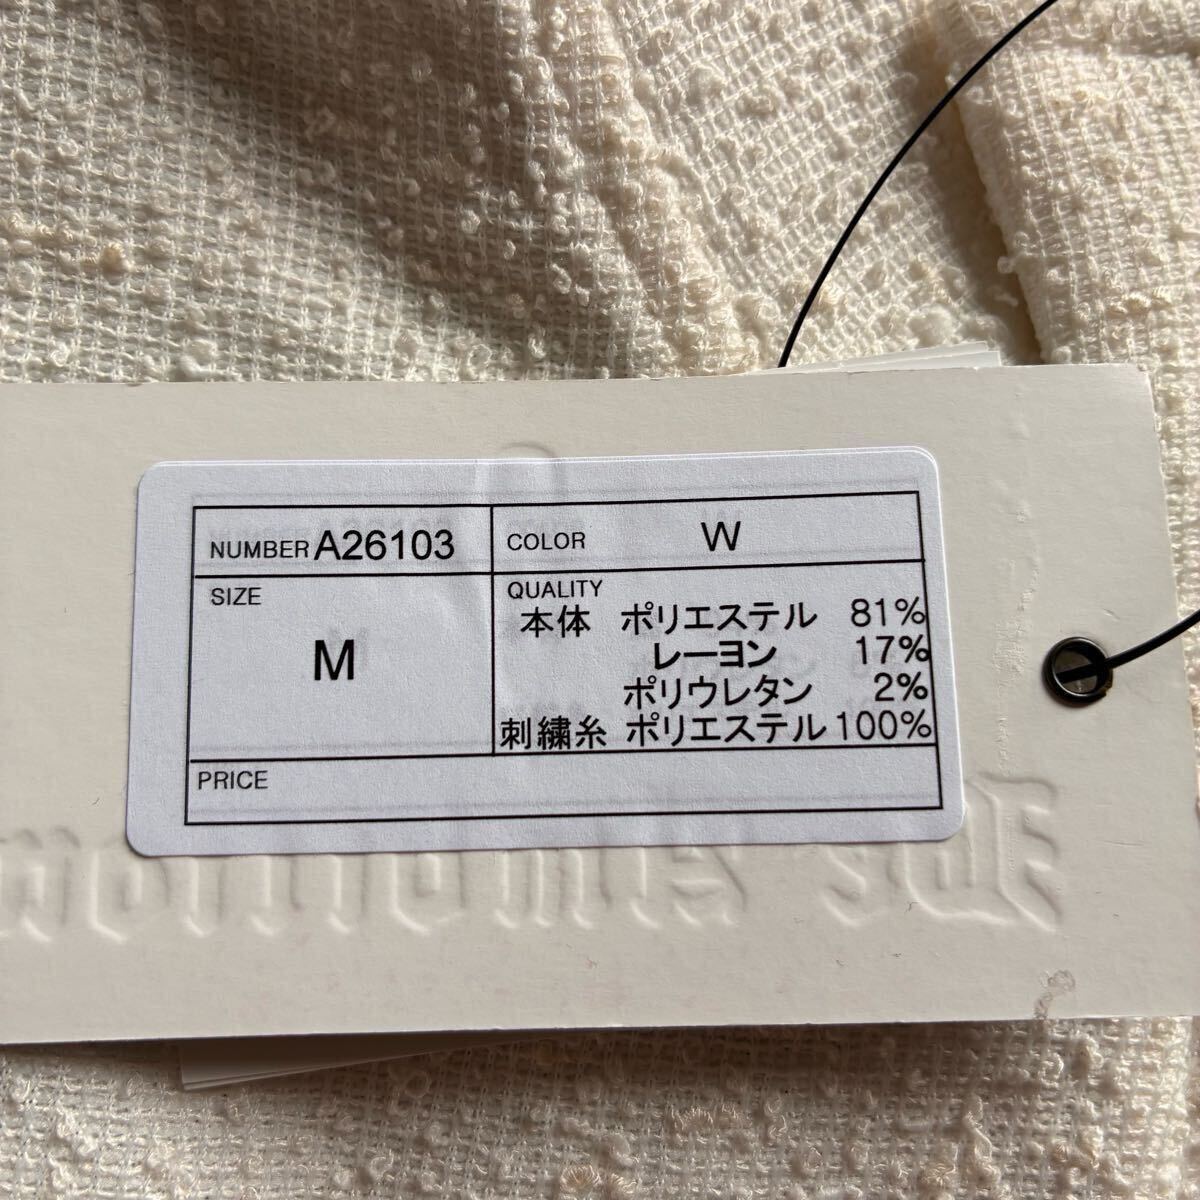 NUMBER A26103
COLOR W
SIZE
M
QUALITY
本体 ポリエステル 81%
レーヨン 17%
ポリウレタン 2%
刺繍糸 ポリエステル 100%
PRICE